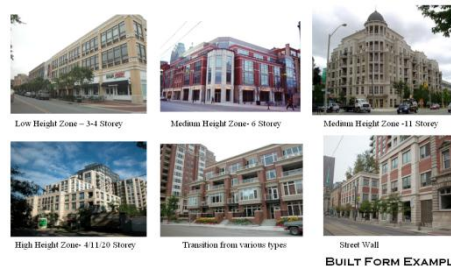 Low Height Zone – 3-4 Storey
Medium Height Zone- 6 Storey
Medium Height Zone -11 Storey
High Height Zone- 4/11/20 Storey
Transition from various types
Street Wall
BUILT FORM EXAMPL